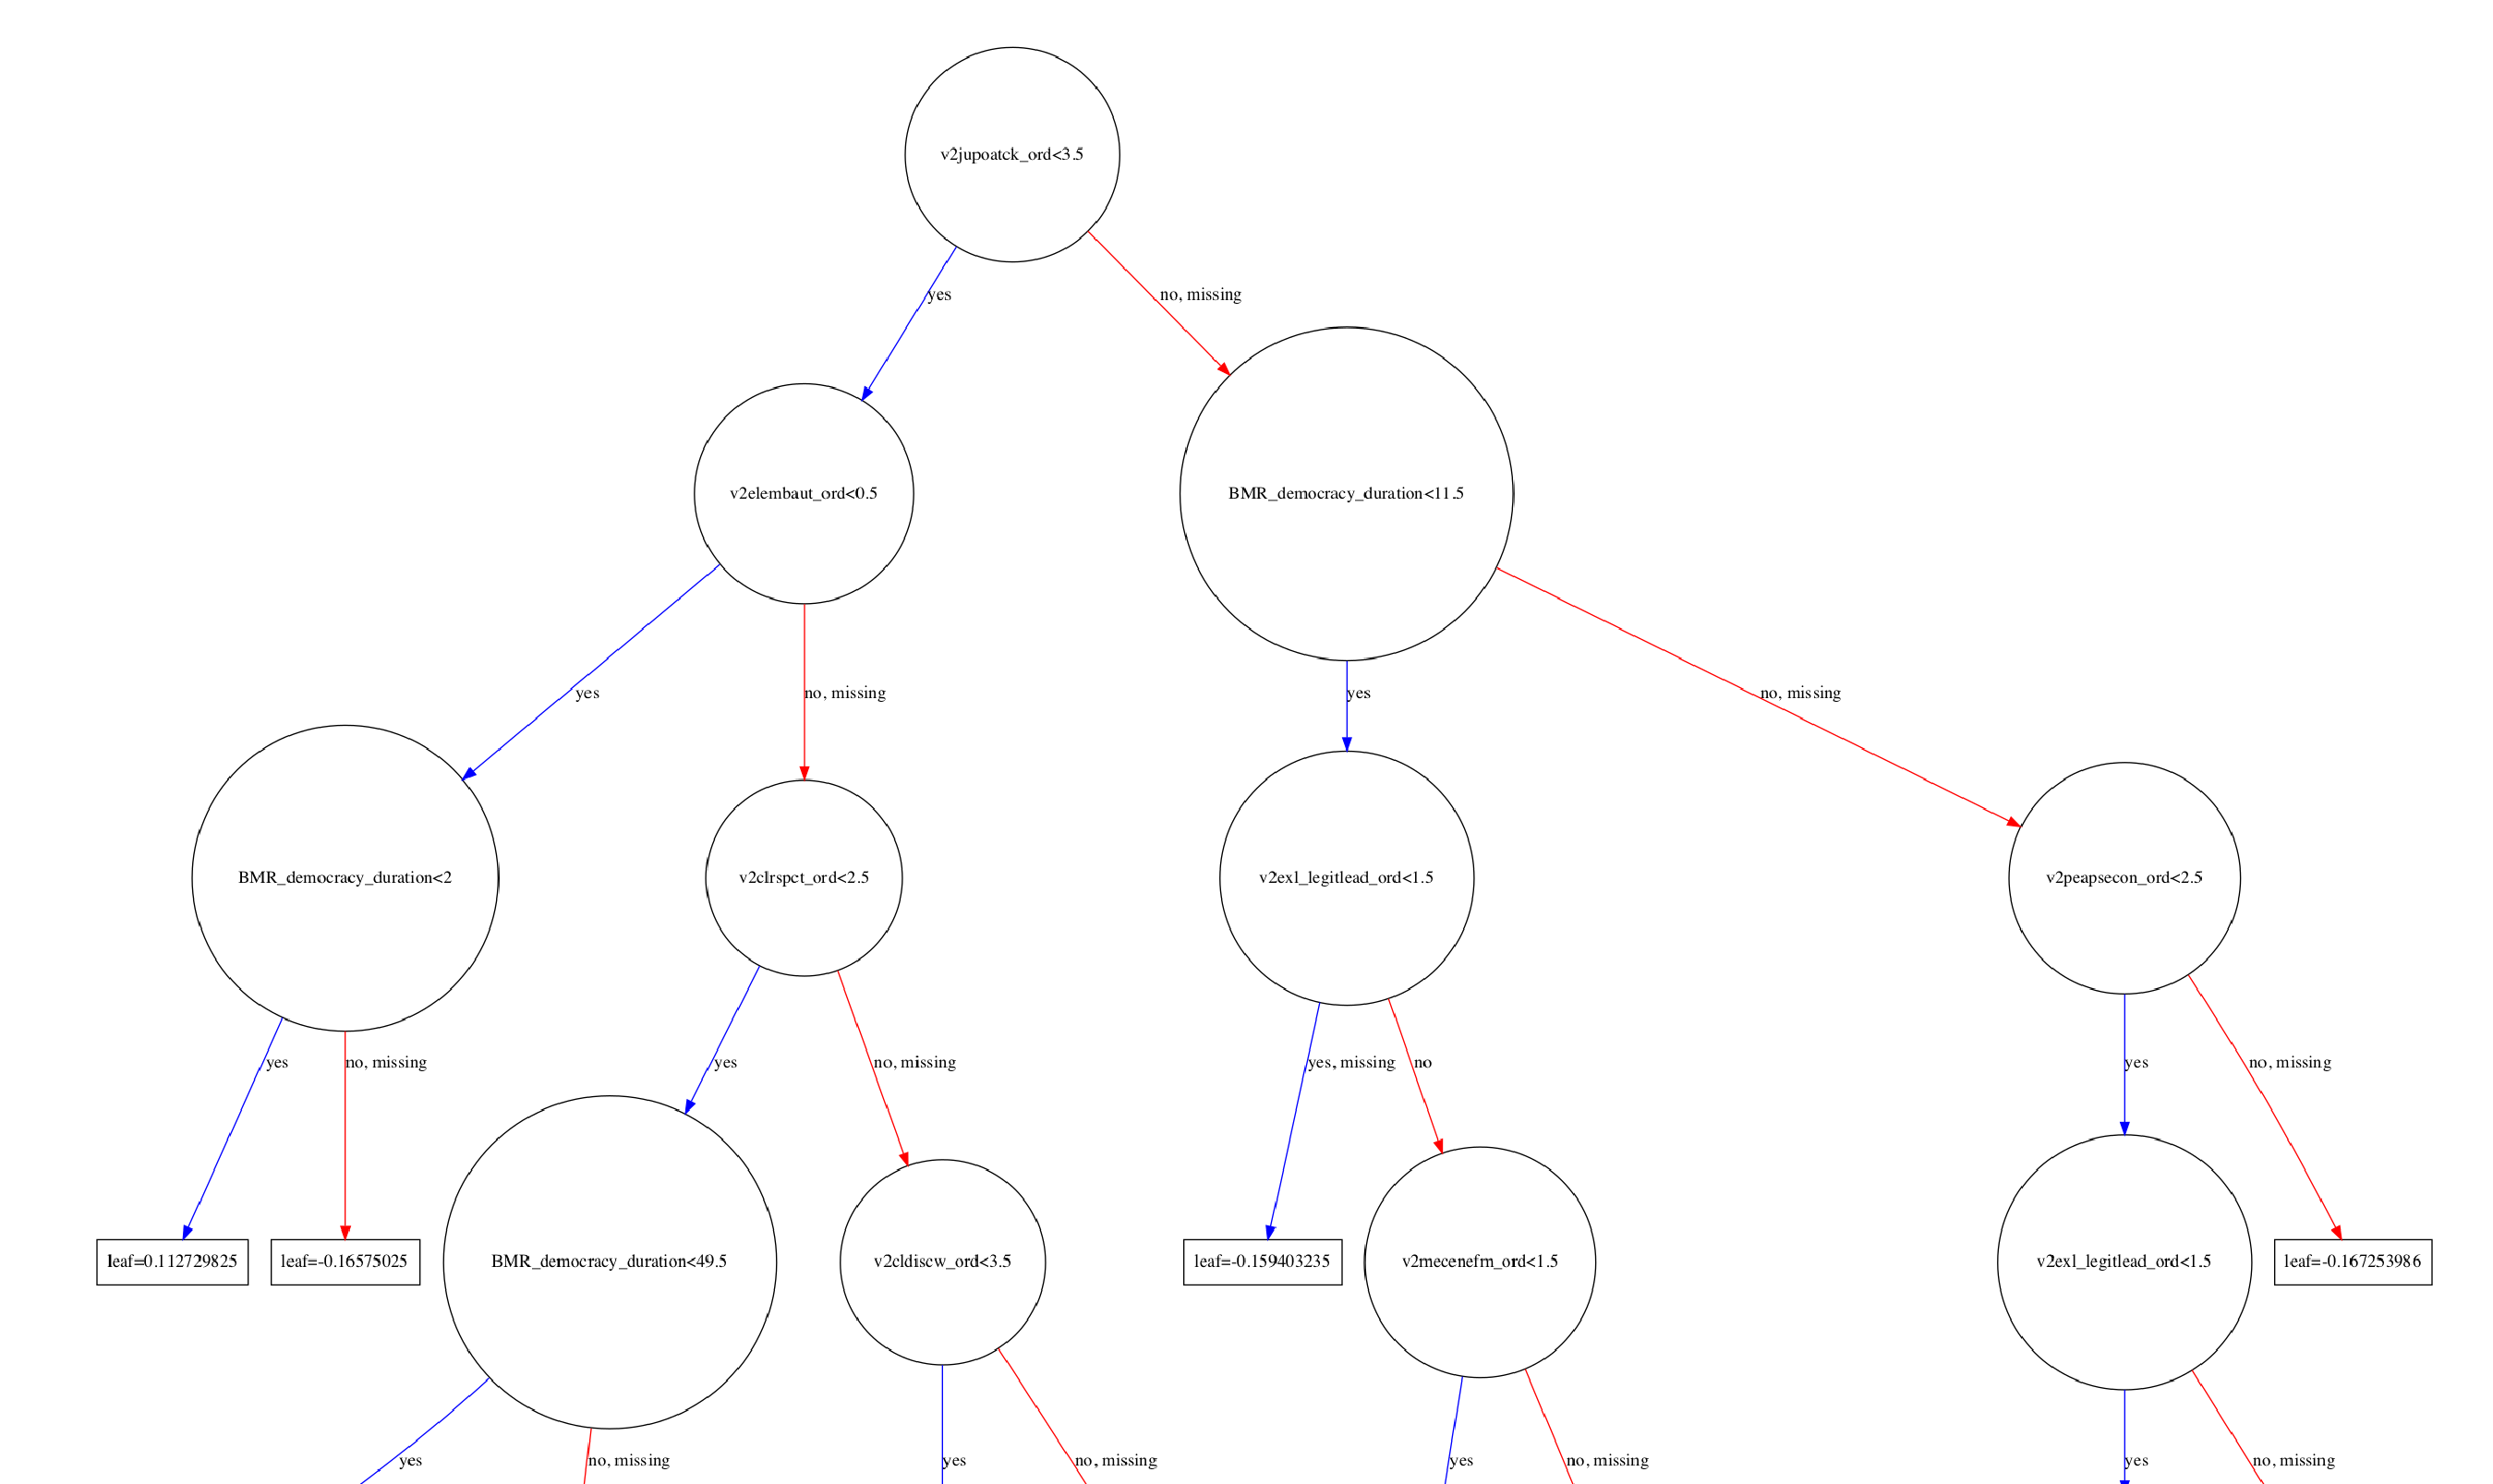 v2jupoatck_ord<3.5
yes
no, missing
v2elembaut_ord<0.5
BMR_democracy_duration<11.5
yes
no, missing
yes
no, missing
BMR_democracy_duration<2
v2clrspct_ord<2.5
v2exl_legitlead_ord<1.5
v2peapsecon_ord<2.5
yes
no, missing
yes
no, missing
yes, missing
no
yes
no, missing
leaf=0.112729825
leaf=-0.16575025
BMR_democracy_duration<49.5
v2cldiscw_ord<3.5
leaf=-0.159403235
v2mecenefm_ord<1.5
v2exl_legitlead_ord<1.5
leaf=-0.167253986
yes
no, missing
yes
no, missing
yes
no, missing
yes
no, missing